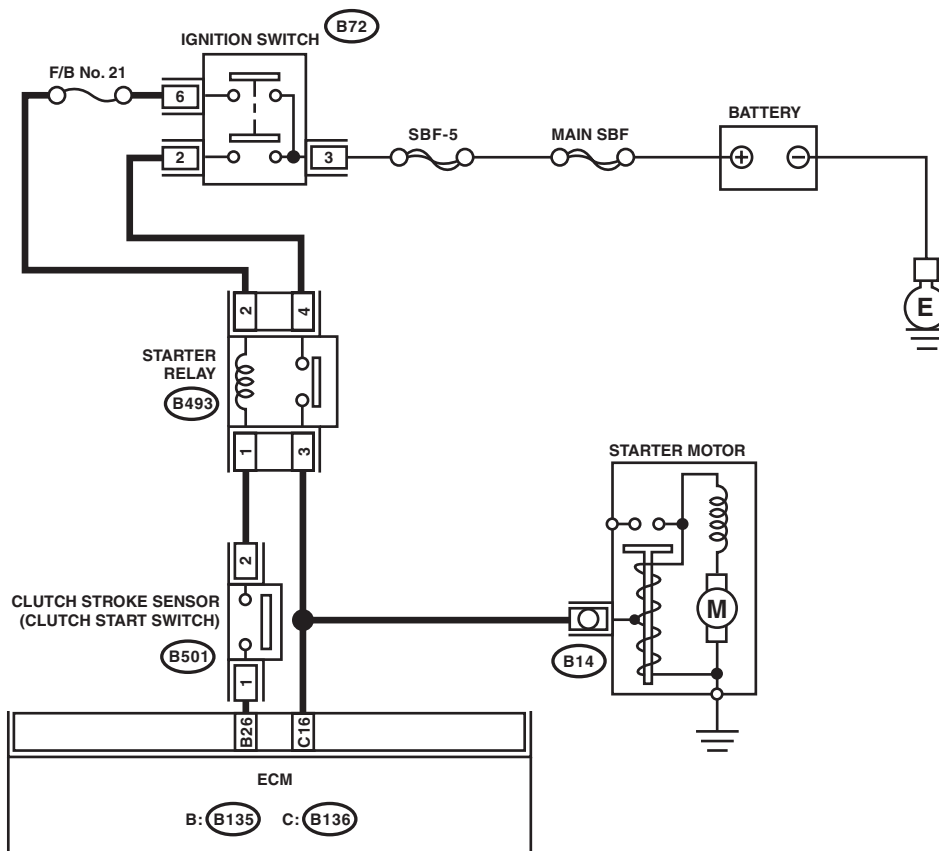 B72
IGNITION SWITCH
F/B No. 21
6
2
3
SBF-5
MAIN SBF
BATTERY
+
−
E
2
4
STARTER
RELAY
B493
1
3
STARTER MOTOR
M
B14
2
CLUTCH STROKE SENSOR
(CLUTCH START SWITCH)
B501
1
B26
C16
ECM
B: B135 C: B136